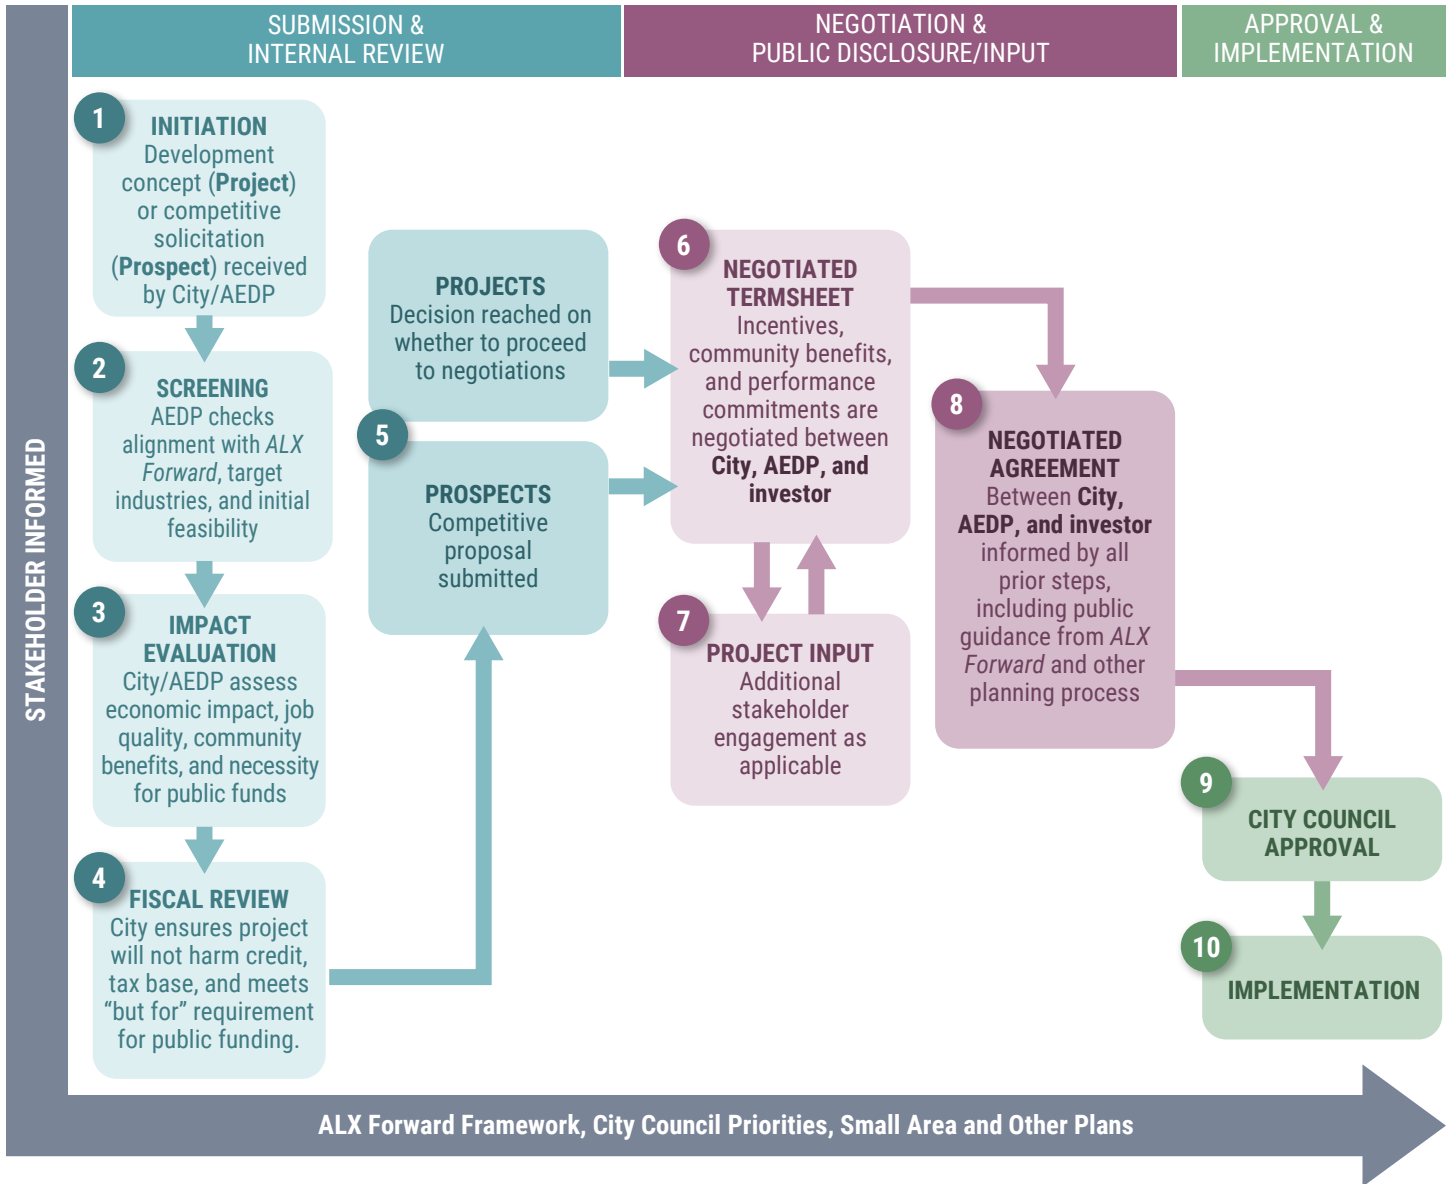 SUBMISSION &
INTERNAL REVIEW
NEGOTIATION &
PUBLIC DISCLOSURE/INPUT
APPROVAL &
IMPLEMENTATION
STAKEHOLDER INFORMED
1
INITIATION
Development
concept (Project)
or competitive
solicitation
(Prospect) received
by City/AEDP
2
SCREENING
AEDP checks
alignment with ALX
Forward, target
industries, and initial
feasibility
3
IMPACT
EVALUATION
City/AEDP assess
economic impact, job
quality, community
benefits, and necessity
for public funds
4
FISCAL REVIEW
City ensures project
will not harm credit,
tax base, and meets
“but for” requirement
for public funding.
PROJECTS
Decision reached on
whether to proceed
to negotiations
5
PROSPECTS
Competitive
proposal
submitted
6
NEGOTIATED
TERMSHEET
Incentives,
community benefits,
and performance
commitments are
negotiated between
City, AEDP, and
investor
7
PROJECT INPUT
Additional
stakeholder
engagement as
applicable
8
NEGOTIATED
AGREEMENT
Between City,
AEDP, and investor
informed by all
prior steps,
including public
guidance from ALX
Forward and other
planning process
9
CITY COUNCIL
APPROVAL
10
IMPLEMENTATION
ALX Forward Framework, City Council Priorities, Small Area and Other Plans